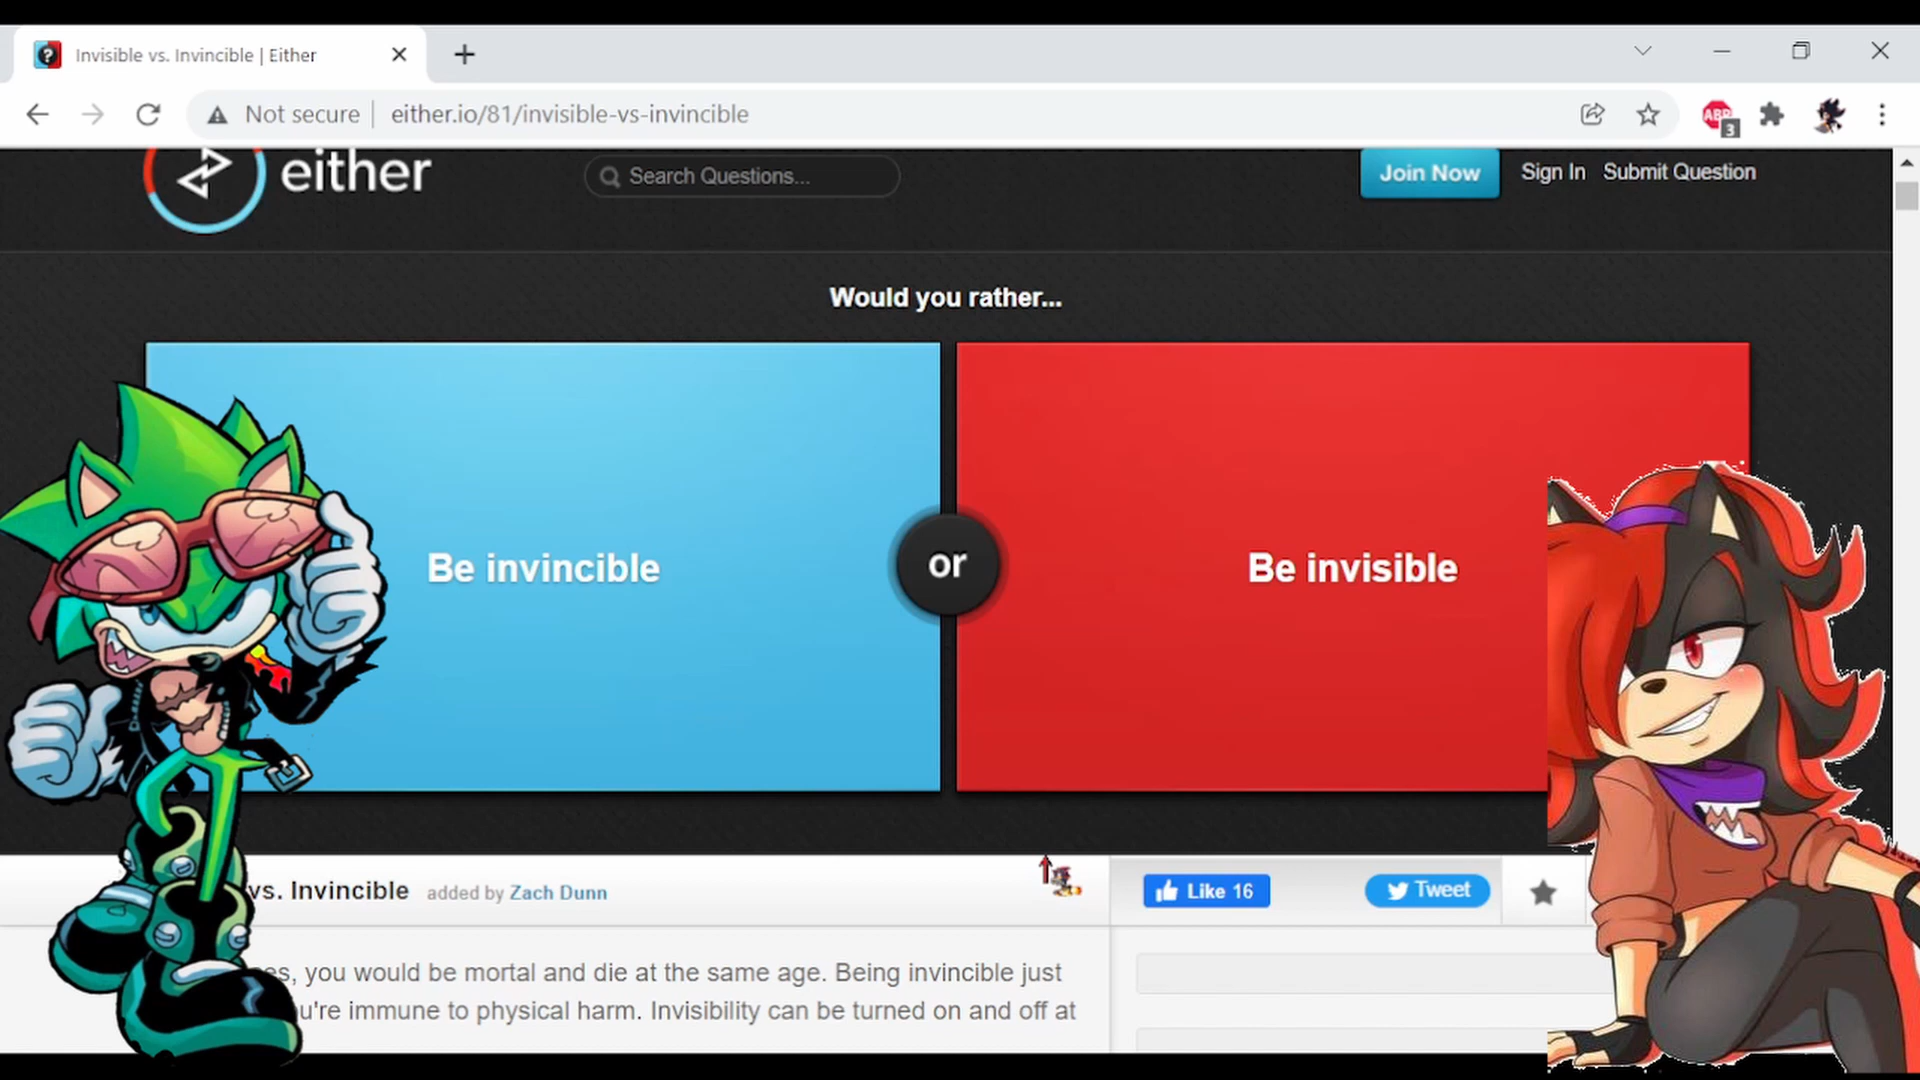 Invisible vs. Invincible | Either
Not secure
either.io/81/invisible-vs-invincible
ABP
3
either
Search Questions...
Join Now
Sign In
Submit Question
Would you rather...
Be invincible
or
Be invisible
vs. Invincible
added by Zach Dunn
Like 16
Tweet
you would be mortal and die at the same age. Being invincible just
u're immune to physical harm. Invisibility can be turned on and off at